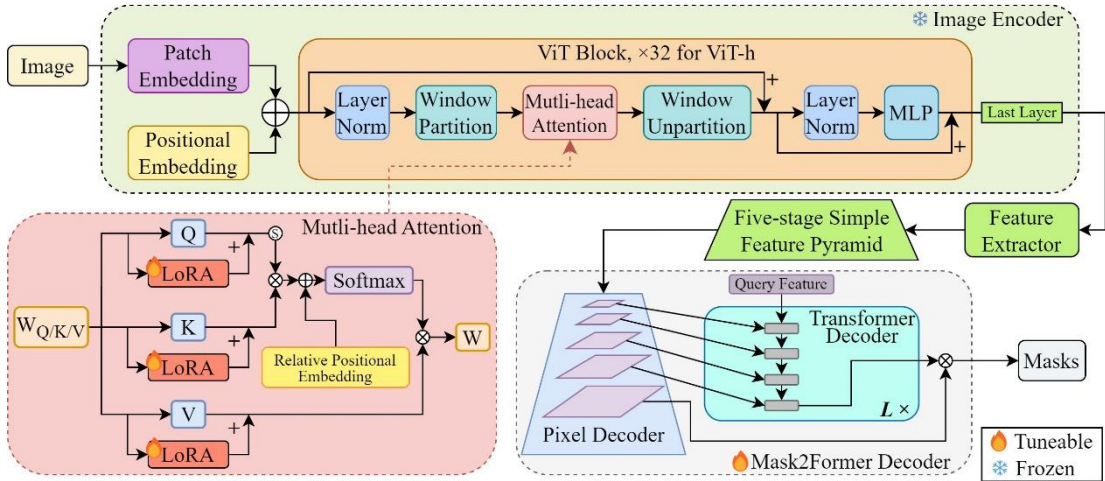 Image Encoder
Image
Patch
Embedding
Positional
Embedding
ViT Block, ×32 for ViT-h
+
Layer
Norm
Window
Partition
Mutli-head
Attention
Window
Unpartition
Layer
Norm
MLP
+
Last Layer
Mutli-head Attention
W_Q/K/V
Q
+
LoRA
S
K
+
LoRA
V
+
LoRA
Softmax
Relative Positional
Embedding
W
Five-stage Simple
Feature Pyramid
Feature
Extractor
Query Feature
Transformer
Decoder
L ×
Pixel Decoder
Mask2Former Decoder
Masks
Tuneable
Frozen